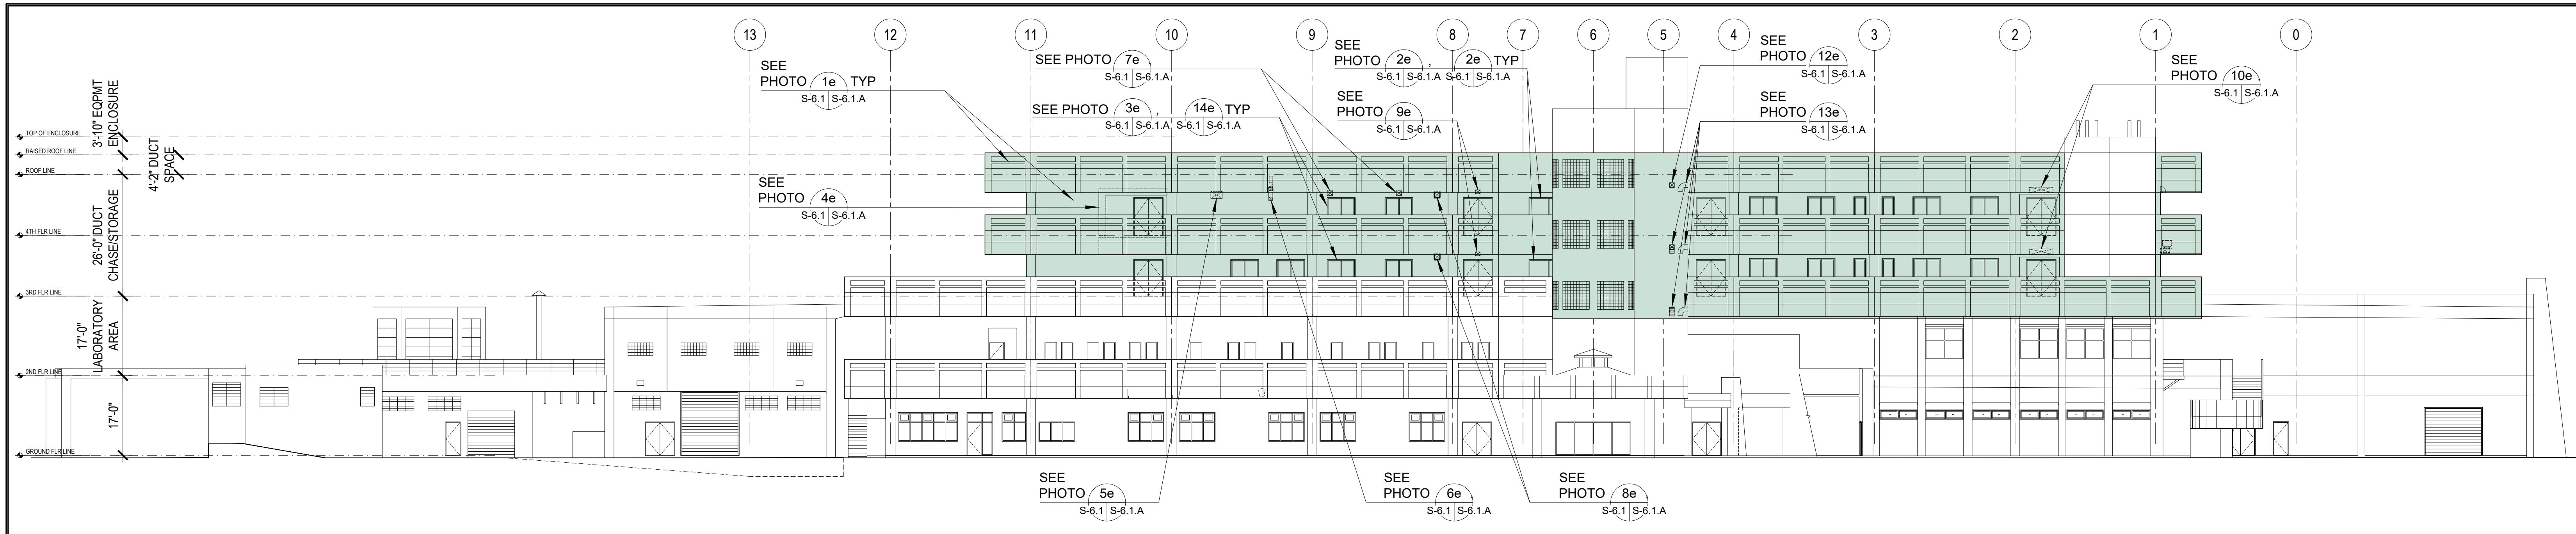 13
12
11
10
9
8
7
6
5
4
3
2
1
0
SEE
PHOTO 1e TYP
S-6.1 S-6.1.A
SEE PHOTO 7e ,
S-6.1 S-6.1.A
SEE
PHOTO 2e , 2e TYP
S-6.1 S-6.1.A S-6.1 S-6.1.A
SEE
PHOTO 12e
S-6.1 S-6.1.A
SEE
PHOTO 10e ,
S-6.1 S-6.1.A
SEE PHOTO 3e , 14e TYP
S-6.1 S-6.1.A S-6.1 S-6.1.A
SEE
PHOTO 9e ,
S-6.1 S-6.1.A
SEE
PHOTO 13e
S-6.1 S-6.1.A
SEE
PHOTO 4e ,
S-6.1 S-6.1.A
TOP OF ENCLOSURE
RAISED ROOF LINE
ROOF LINE
4TH FLR LINE
3RD FLR LINE
2ND FLR LINE
GROUND FLR LINE
3'-10" EQPMT
ENCLOSURE
4'-2" DUCT
SPACE
26'-0" DUCT
CHASE/STORAGE
17'-0"
LABORATORY
AREA
17'-0"
SEE
PHOTO 5e ,
S-6.1 S-6.1.A
SEE
PHOTO 6e ,
S-6.1 S-6.1.A
SEE
PHOTO 8e ,
S-6.1 S-6.1.A